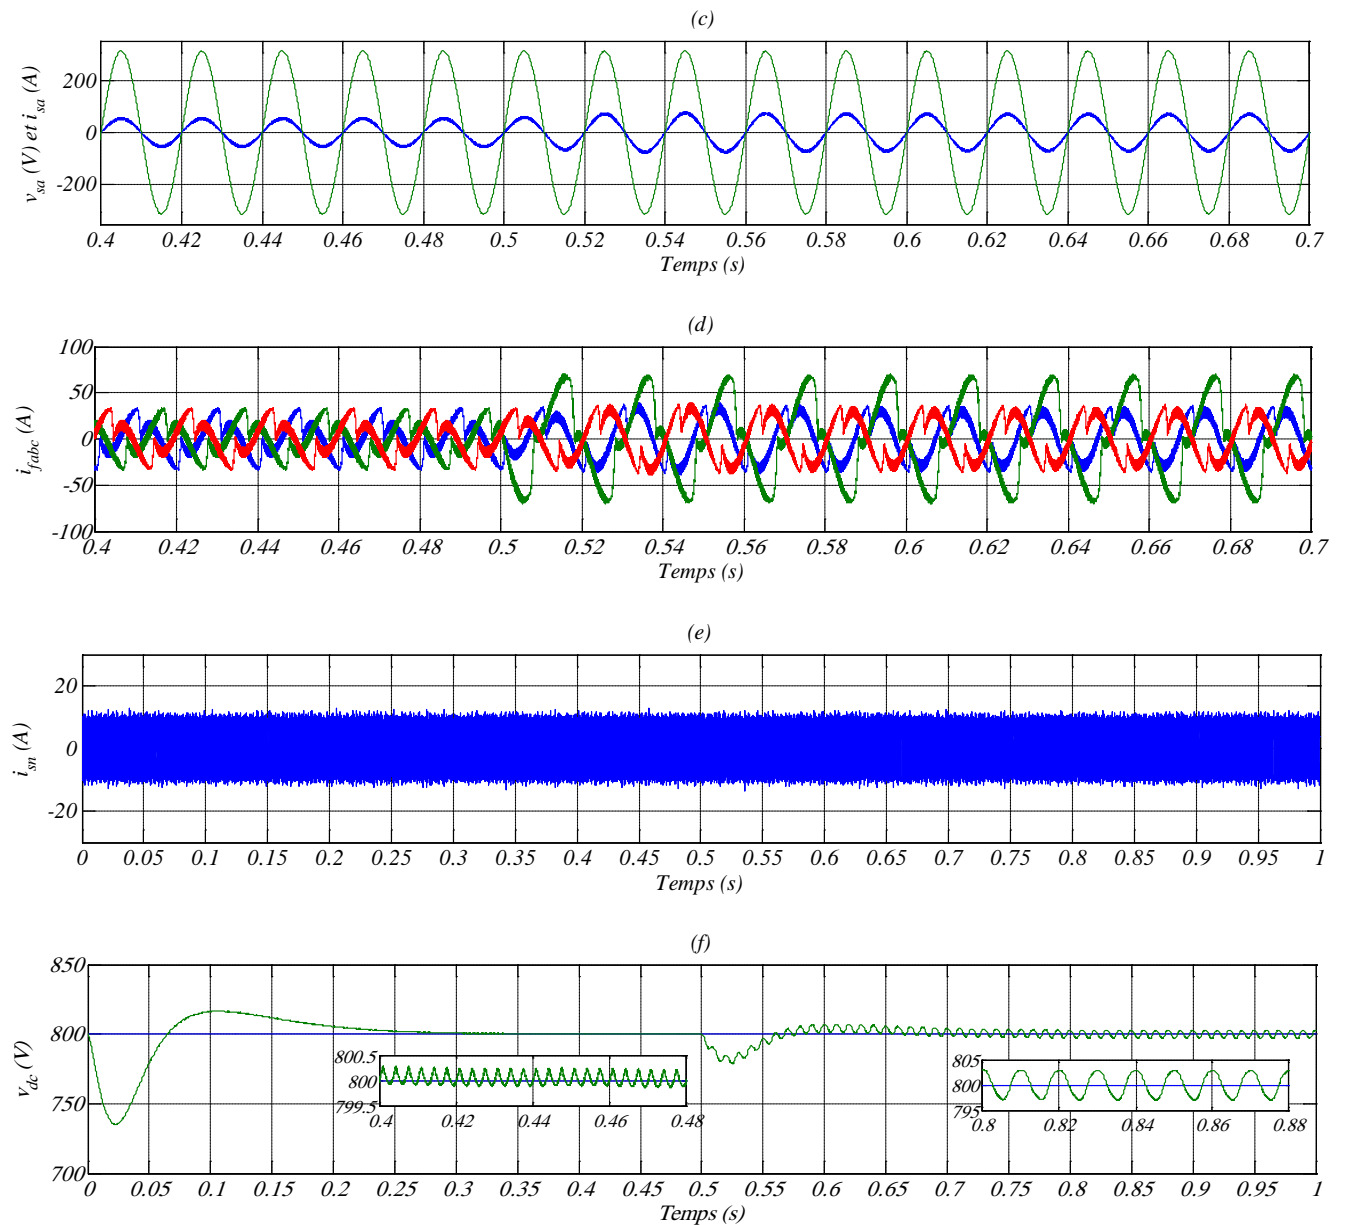 (c)
v_sa (V) et i_sa (A)
200
0
-200
0.4 0.42 0.44 0.46 0.48 0.5 0.52 0.54 0.56 0.58 0.6 0.62 0.64 0.66 0.68 0.7
Temps (s)
(d)
i_fabc (A)
100
50
0
-50
-100
0.4 0.42 0.44 0.46 0.48 0.5 0.52 0.54 0.56 0.58 0.6 0.62 0.64 0.66 0.68 0.7
Temps (s)
(e)
i_sn (A)
20
0
-20
0 0.05 0.1 0.15 0.2 0.25 0.3 0.35 0.4 0.45 0.5 0.55 0.6 0.65 0.7 0.75 0.8 0.85 0.9 0.95 1
Temps (s)
(f)
v_dc (V)
850
800
750
700
800.5
800
799.5
0.4 0.42 0.44 0.46 0.48
805
800
795
0.8 0.82 0.84 0.86 0.88
0 0.05 0.1 0.15 0.2 0.25 0.3 0.35 0.4 0.45 0.5 0.55 0.6 0.65 0.7 0.75 0.8 0.85 0.9 0.95 1
Temps (s)